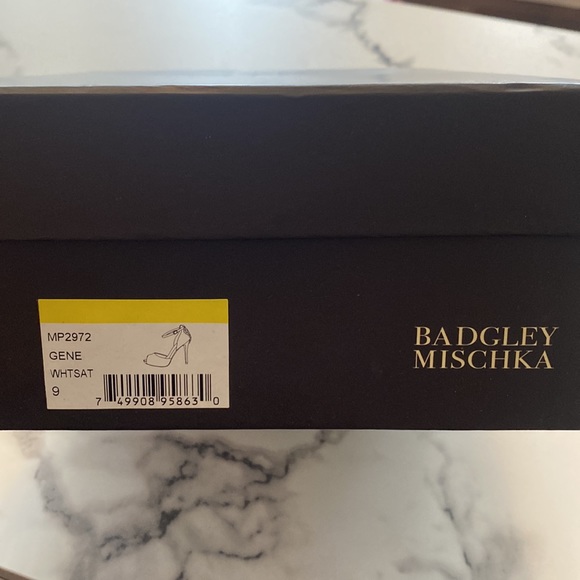 MP2972
GENE
WHTSAT
9
7 49908 95863 0
BADGLEY
MISCHKA